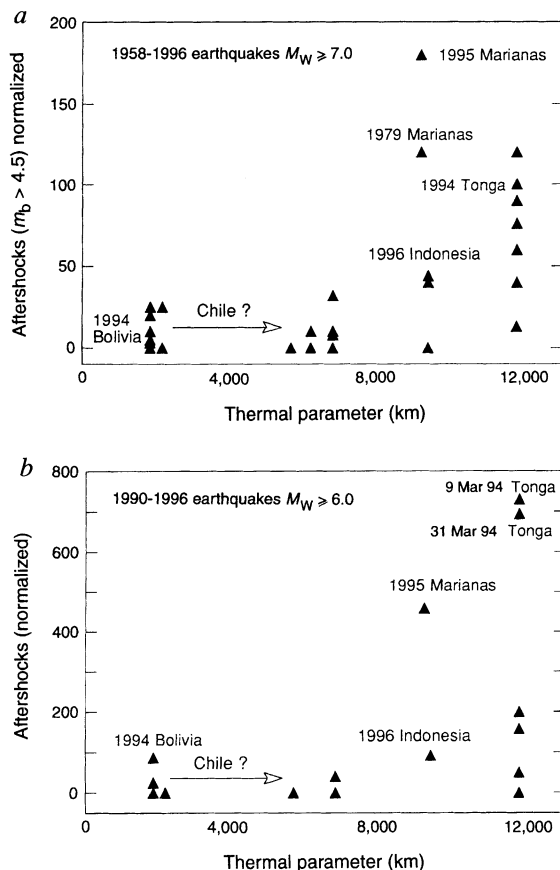 a
200
1958-1996 earthquakes Mw ⩾ 7.0
1995 Marianas
150
1979 Marianas
1994 Tonga
100
1996 Indonesia
50
1994
Bolivia
Chile ?
0
0
4,000
8,000
12,000
Aftershocks (mb > 4.5) normalized
Thermal parameter (km)
b
800
1990-1996 earthquakes Mw ⩾ 6.0
9 Mar 94 Tonga
31 Mar 94 Tonga
600
1995 Marianas
400
200
1994 Bolivia
1996 Indonesia
Chile ?
0
0
4,000
8,000
12,000
Aftershocks (normalized)
Thermal parameter (km)